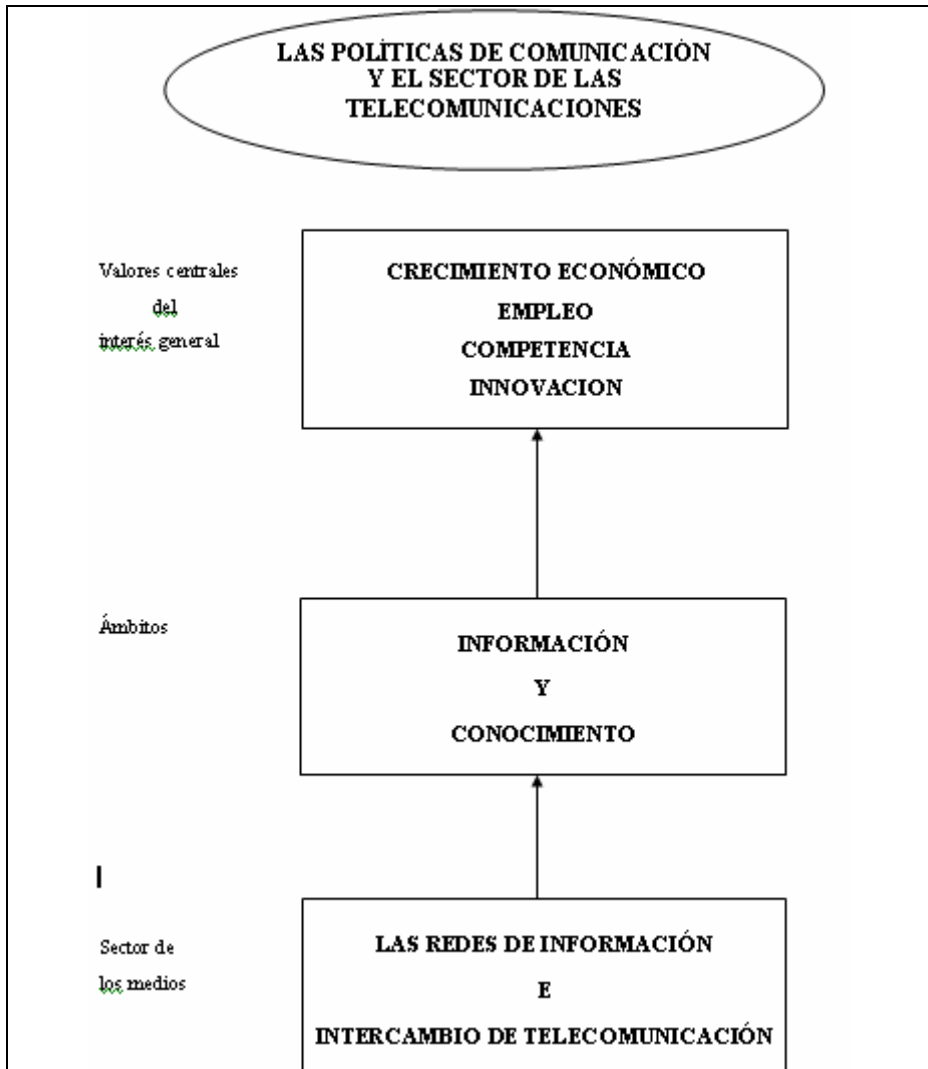 LAS POLÍTICAS DE COMUNICACIÓN
Y EL SECTOR DE LAS
TELECOMUNICACIONES
Valores centrales
del
interés general
CRECIMIENTO ECONÓMICO
EMPLEO
COMPETENCIA
INNOVACION
Ámbitos
INFORMACIÓN
Y
CONOCIMIENTO
Sector de
los medios
LAS REDES DE INFORMACIÓN
E
INTERCAMBIO DE TELECOMUNICACIÓN